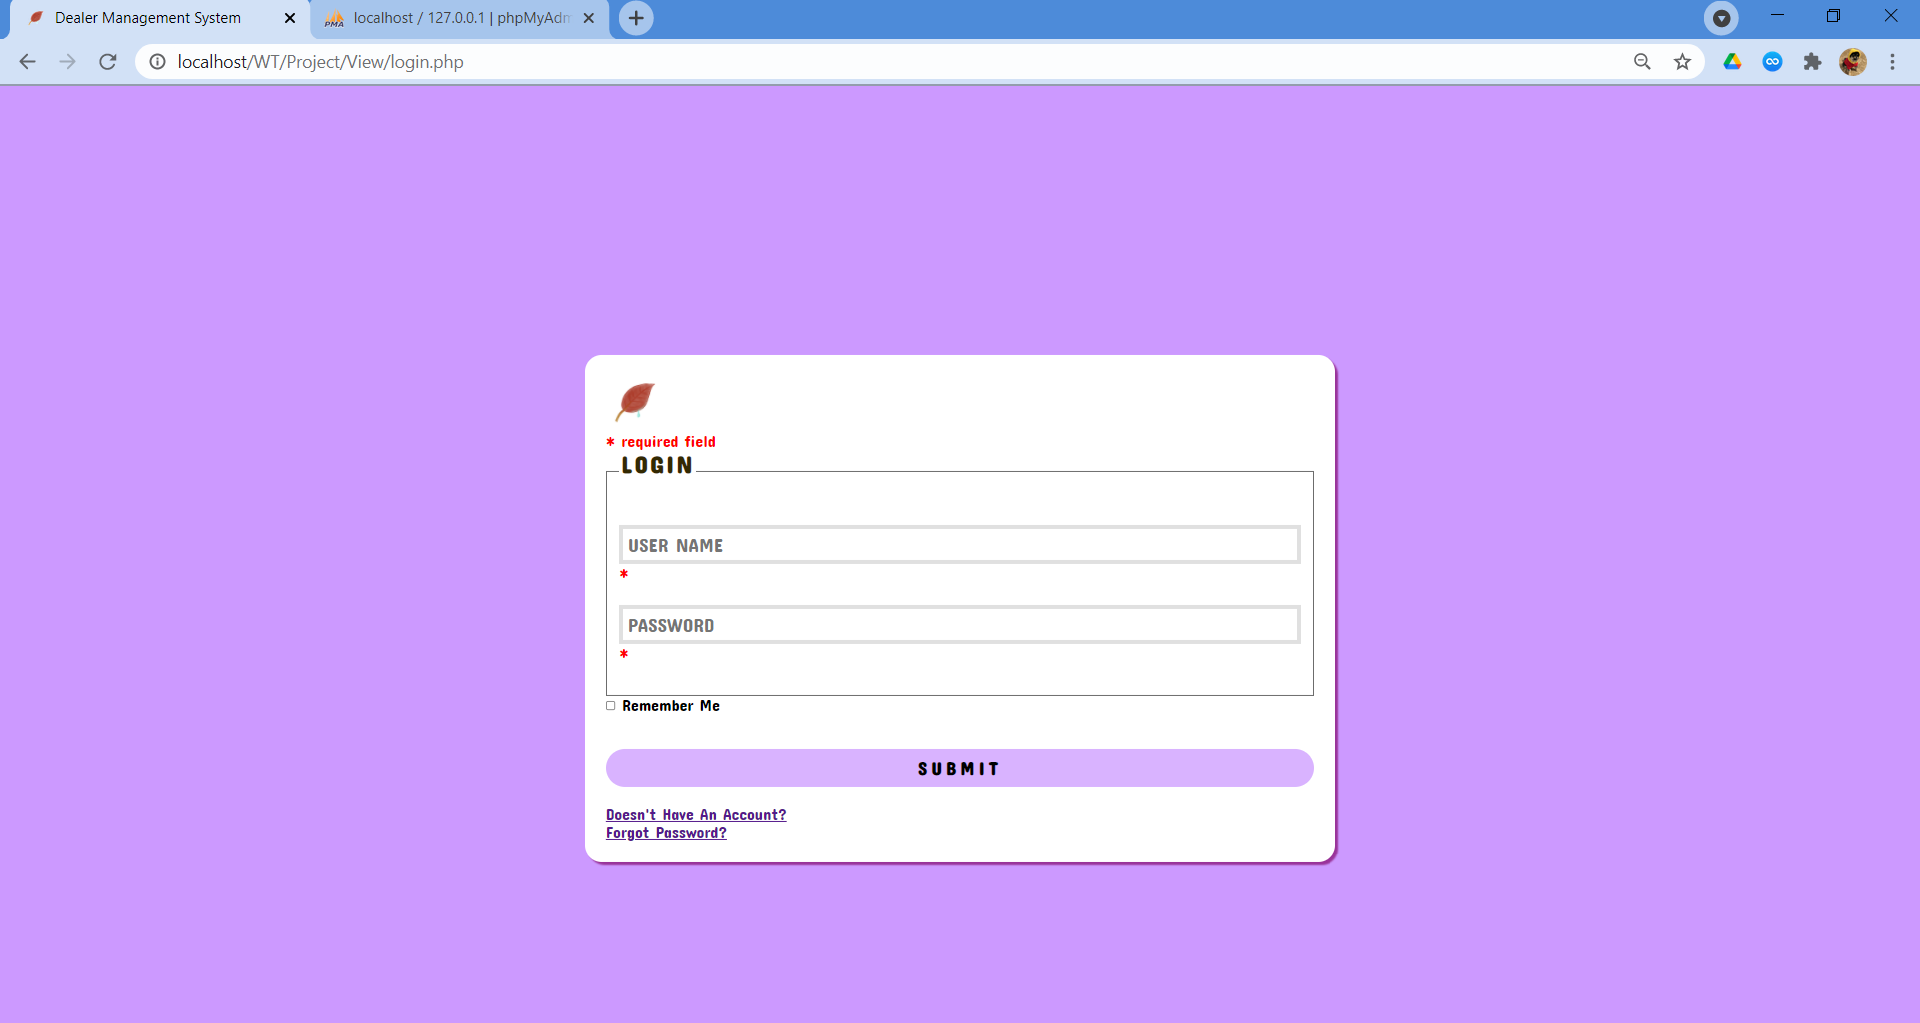 Dealer Management System
localhost / 127.0.0.1 | phpMyAdm
localhost/WT/Project/View/login.php
* required field
LOGIN
USER NAME
*
PASSWORD
*
Remember Me
SUBMIT
Doesn't Have An Account?
Forgot Password?